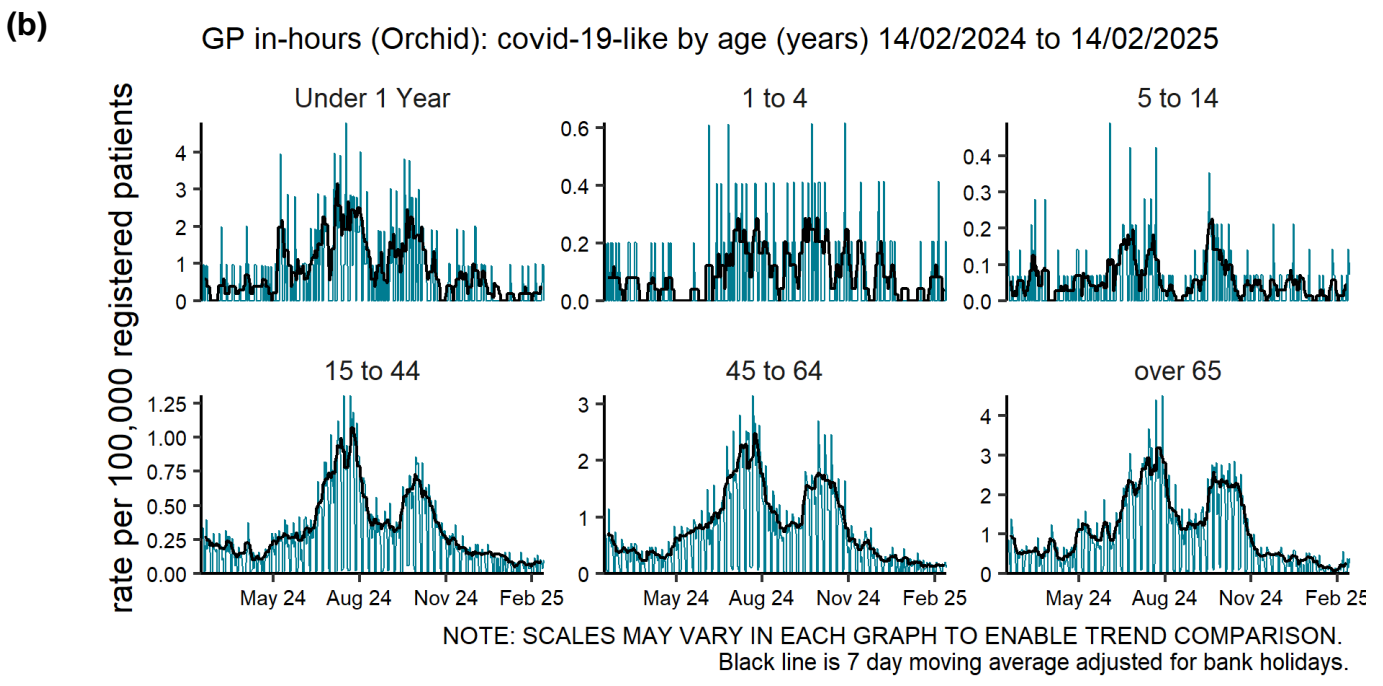 (b)
GP in-hours (Orchid): covid-19-like by age (years) 14/02/2024 to 14/02/2025
rate per 100,000 registered patients
Under 1 Year
4
3
2
1
0
1 to 4
0.6
0.4
0.2
0.0
5 to 14
0.4
0.3
0.2
0.1
0.0
15 to 44
1.25
1.00
0.75
0.50
0.25
0.00
May 24 Aug 24 Nov 24 Feb 25
45 to 64
3
2
1
0
May 24 Aug 24 Nov 24 Feb 25
over 65
4
3
2
1
0
May 24 Aug 24 Nov 24 Feb 25
NOTE: SCALES MAY VARY IN EACH GRAPH TO ENABLE TREND COMPARISON.
Black line is 7 day moving average adjusted for bank holidays.